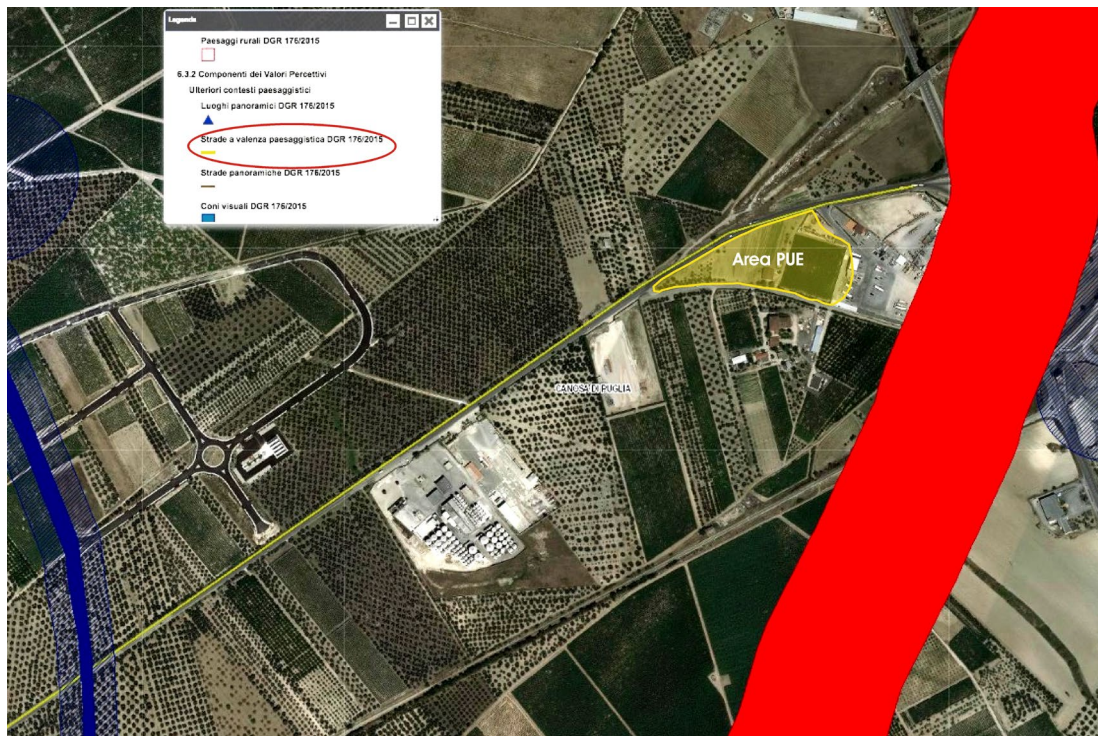 Legenda
Paesaggi rurali DGR 176/2015
6.3.2 Componenti dei Valori Percettivi
Ulteriori contesti paesaggistici
Luoghi panoramici DGR 176/2015
Strade a valenza paesaggistica DGR 176/2015
Strade panoramiche DGR 176/2015
Coni visuali DGR 176/2015
Area PUE
CANOSA DI PUGLIA